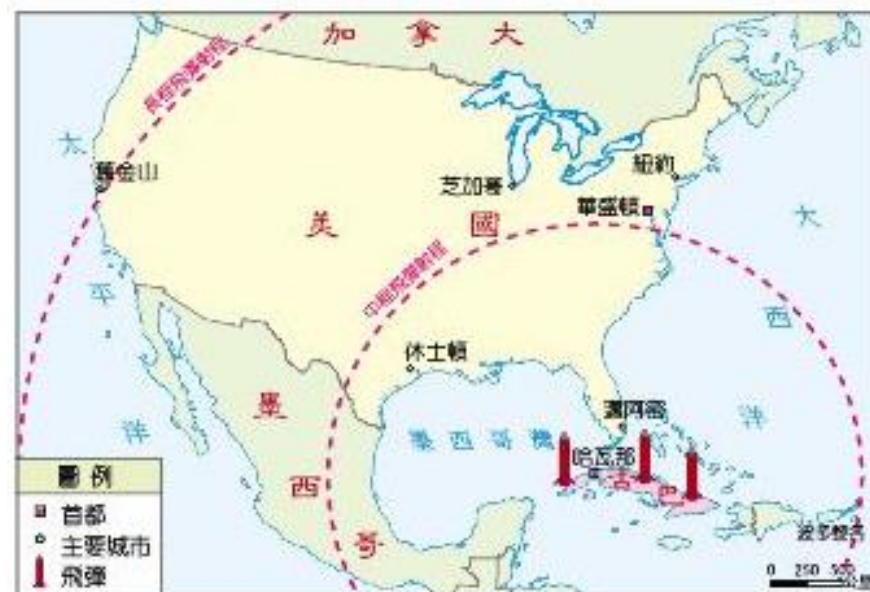 加拿大
長程飛彈射程
太平洋
舊金山
芝加哥
紐約
華盛頓
美國
大西洋
中程飛彈射程
休士頓
墨西哥
邁阿密
墨西哥灣
哈瓦那
古巴
波多黎各
圖例
首都
主要城市
飛彈
0 250 500
公里